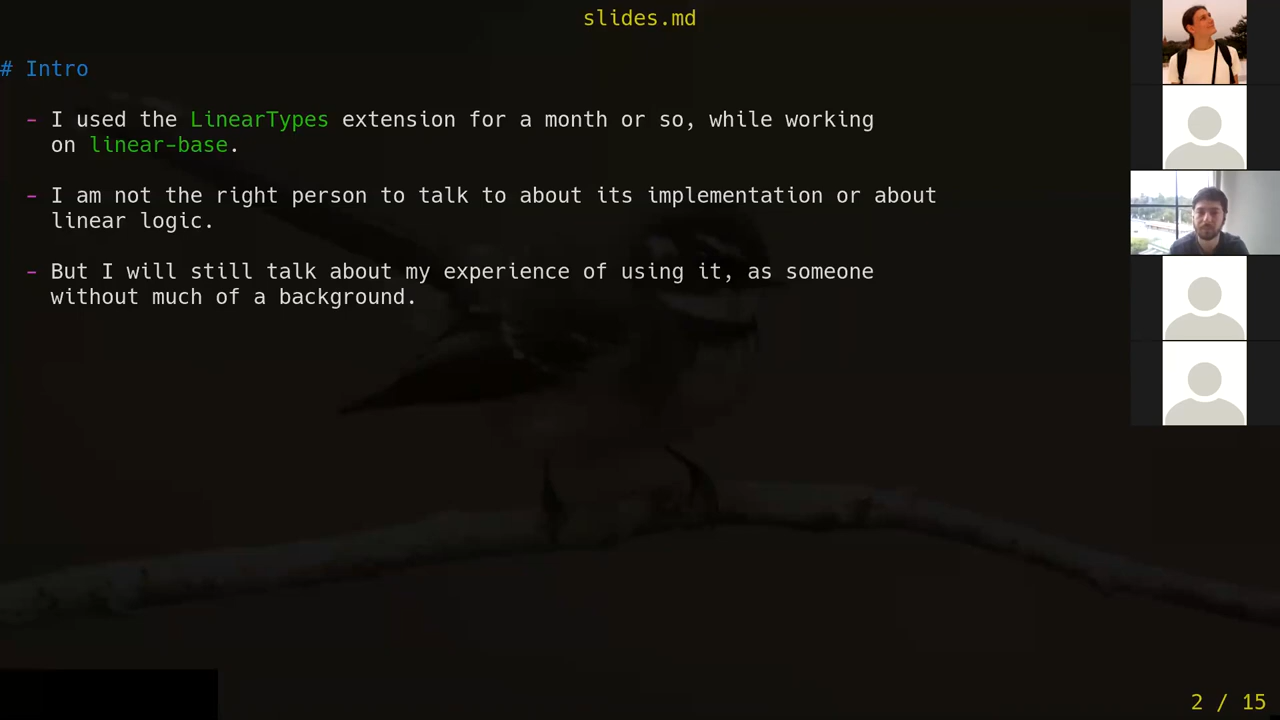 slides.md
# Intro
- I used the LinearTypes extension for a month or so, while working
on linear-base.
- I am not the right person to talk to about its implementation or about
linear logic.
- But I will still talk about my experience of using it, as someone
without much of a background.
2 / 15